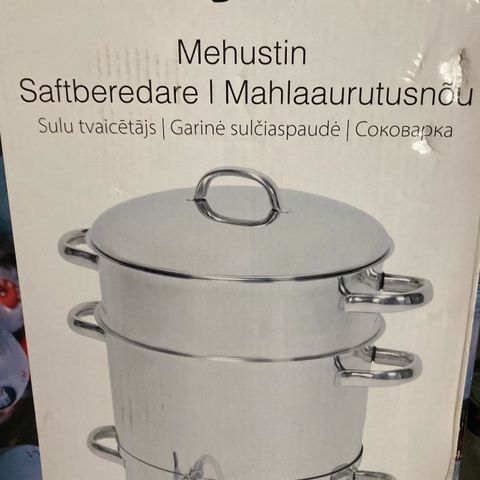 Mehustin
Saftberedare | Mahlaaurutusnõu
Sulu tvaicētājs | Garinė sulčiaspaudė | Соковарка